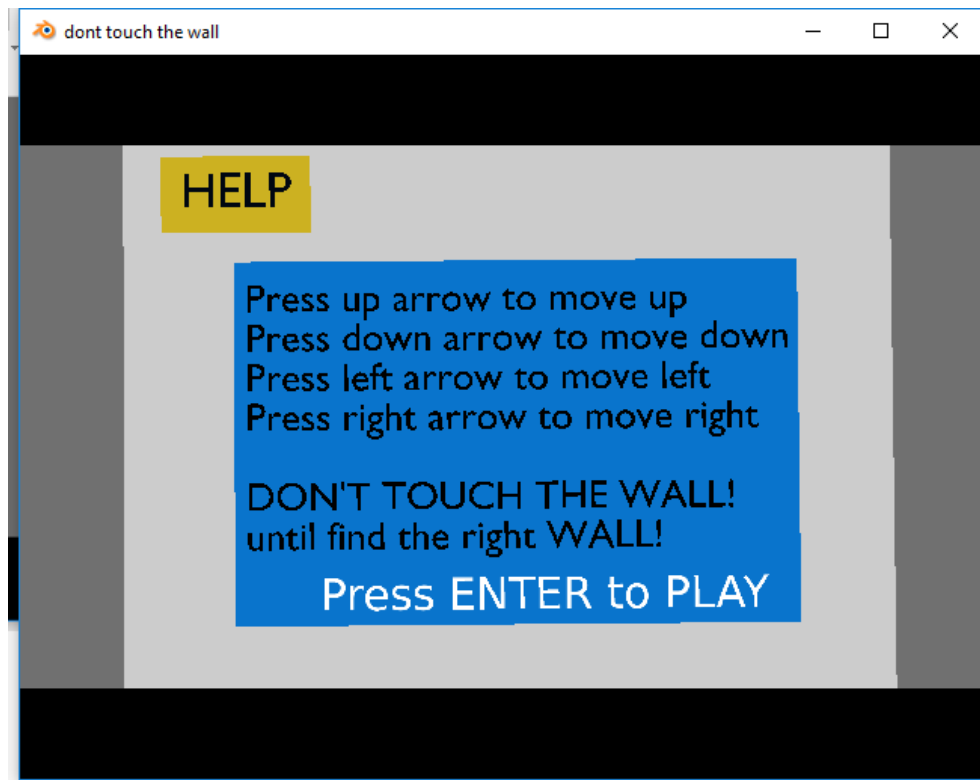 dont touch the wall
HELP
Press up arrow to move up
Press down arrow to move down
Press left arrow to move left
Press right arrow to move right
DON'T TOUCH THE WALL!
until find the right WALL!
Press ENTER to PLAY